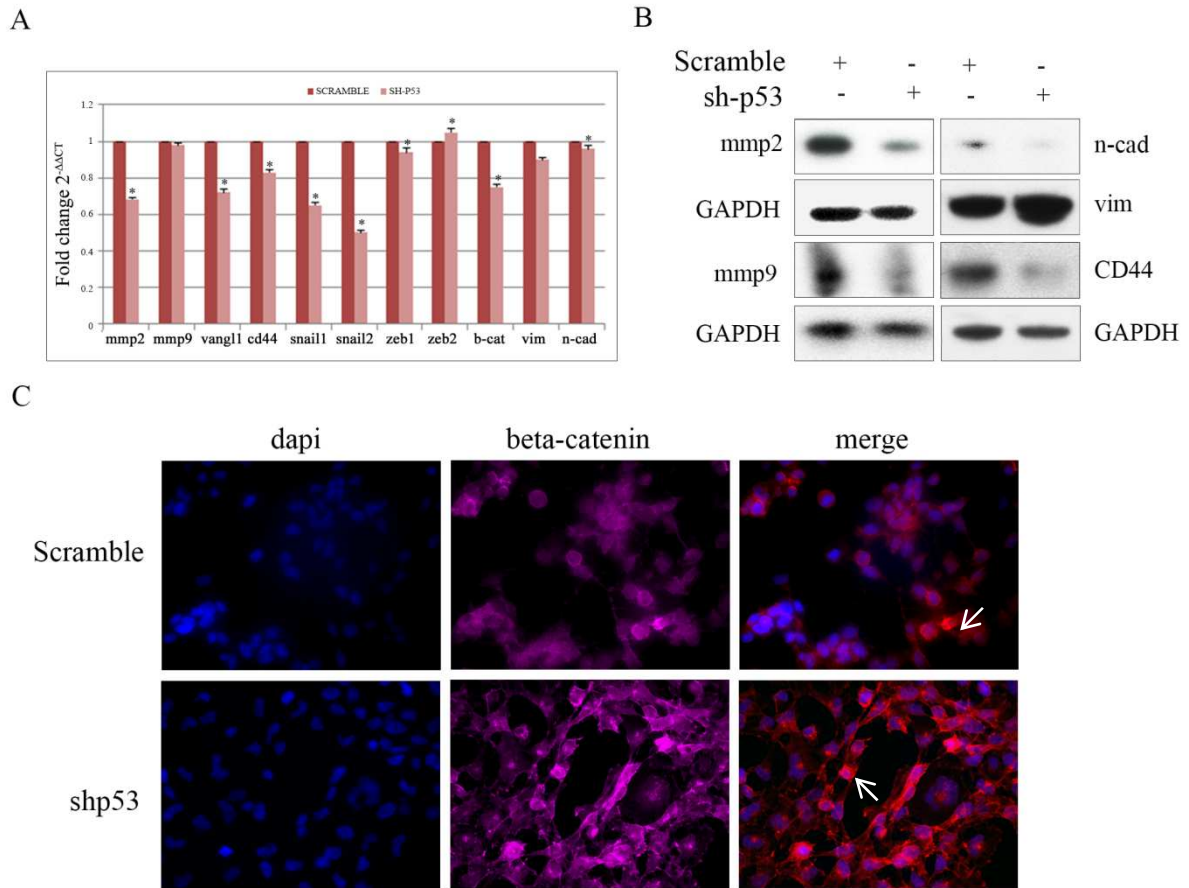 A
SCRAMBLE SH-P53
Fold change 2^-ΔΔCT
1.2
1
0.8
0.6
0.4
0.2
0
* * * * * * * * *
mmp2 mmp9 vangl1 cd44 snail1 snail2 zeb1 zeb2 b-cat vim n-cad
B
Scramble + - + -
sh-p53 - + - +
mmp2 n-cad
GAPDH vim
mmp9 CD44
GAPDH GAPDH
C
dapi beta-catenin merge
Scramble
shp53